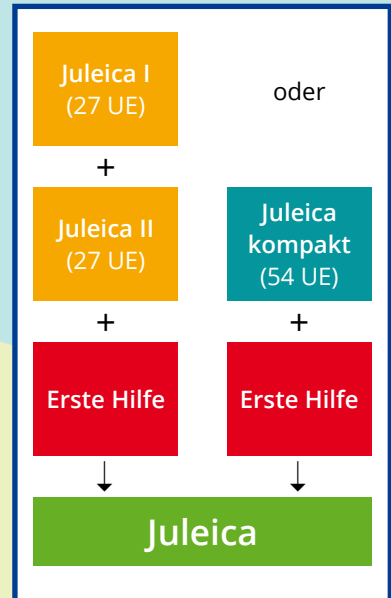 Juleica I
(27 UE)
oder
+
Juleica II
(27 UE)
Juleica
kompakt
(54 UE)
+
+
Erste Hilfe
Erste Hilfe
Juleica